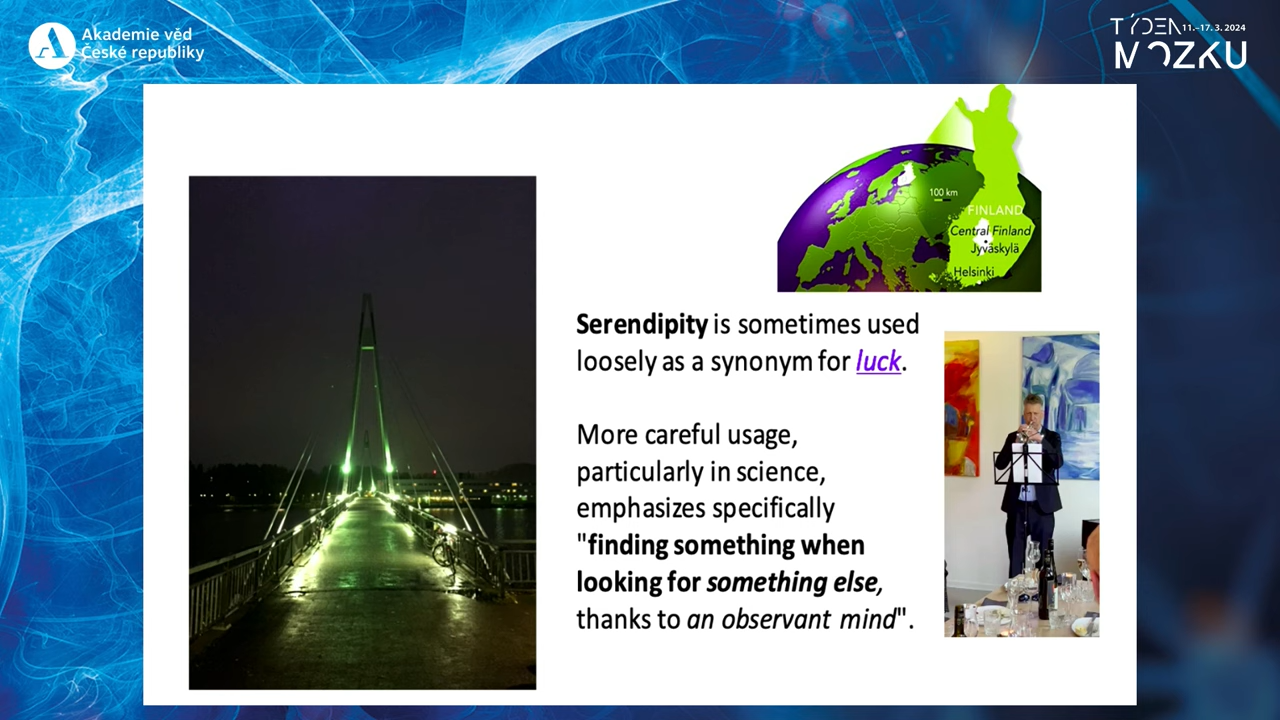 Akademie věd
České republiky
TÝDEN 11.–17. 3. 2024
MOZKU
100 km
FINLAND
Central Finland
Jyväskylä
Helsinki
Serendipity is sometimes used
loosely as a synonym for luck.
More careful usage,
particularly in science,
emphasizes specifically
"finding something when
looking for something else,
thanks to an observant mind".